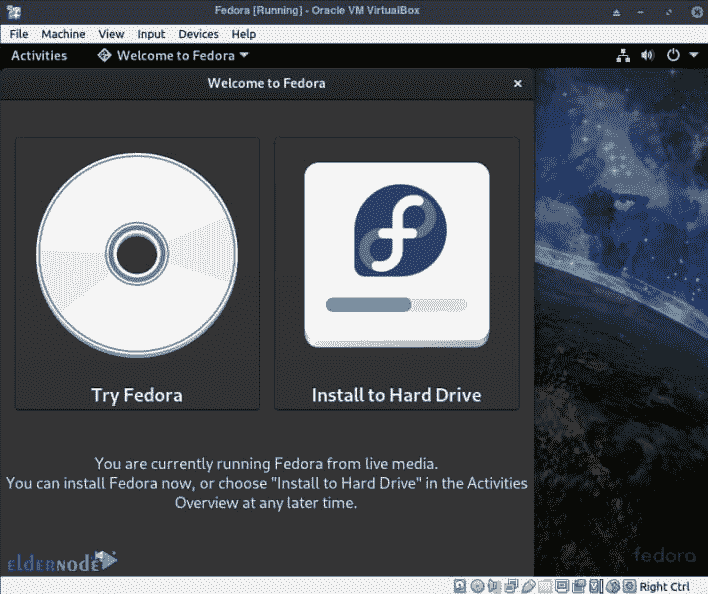 Fedora [Running] - Oracle VM VirtualBox
File Machine View Input Devices Help
Activities Welcome to Fedora
Welcome to Fedora
Try Fedora
Install to Hard Drive
You are currently running Fedora from live media.
You can install Fedora now, or choose "Install to Hard Drive" in the Activities
Overview at any later time.
eldernode
fedora
Right Ctrl